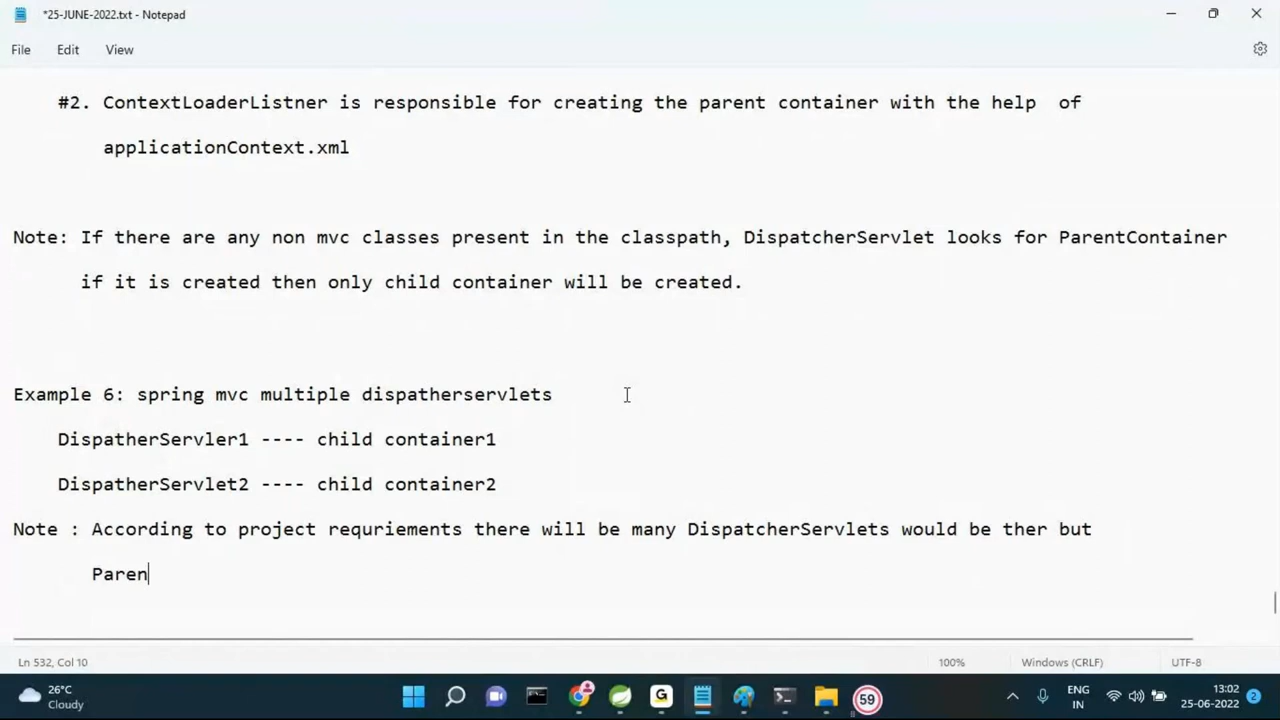 *25-JUNE-2022.txt - Notepad
File Edit View
#2. ContextLoaderListner is responsible for creating the parent container with the help  of
applicationContext.xml
Note: If there are any non mvc classes present in the classpath, DispatcherServlet looks for ParentContainer
if it is created then only child container will be created.
Example 6: spring mvc multiple dispatherservlets
DispatherServler1 ---- child container1
DispatherServlet2 ---- child container2
Note : According to project requriements there will be many DispatcherServlets would be ther but
Paren
Ln 532, Col 10 100% Windows (CRLF) UTF-8
26°C
Cloudy
G
59
ENG
IN
13:02
25-06-2022
2